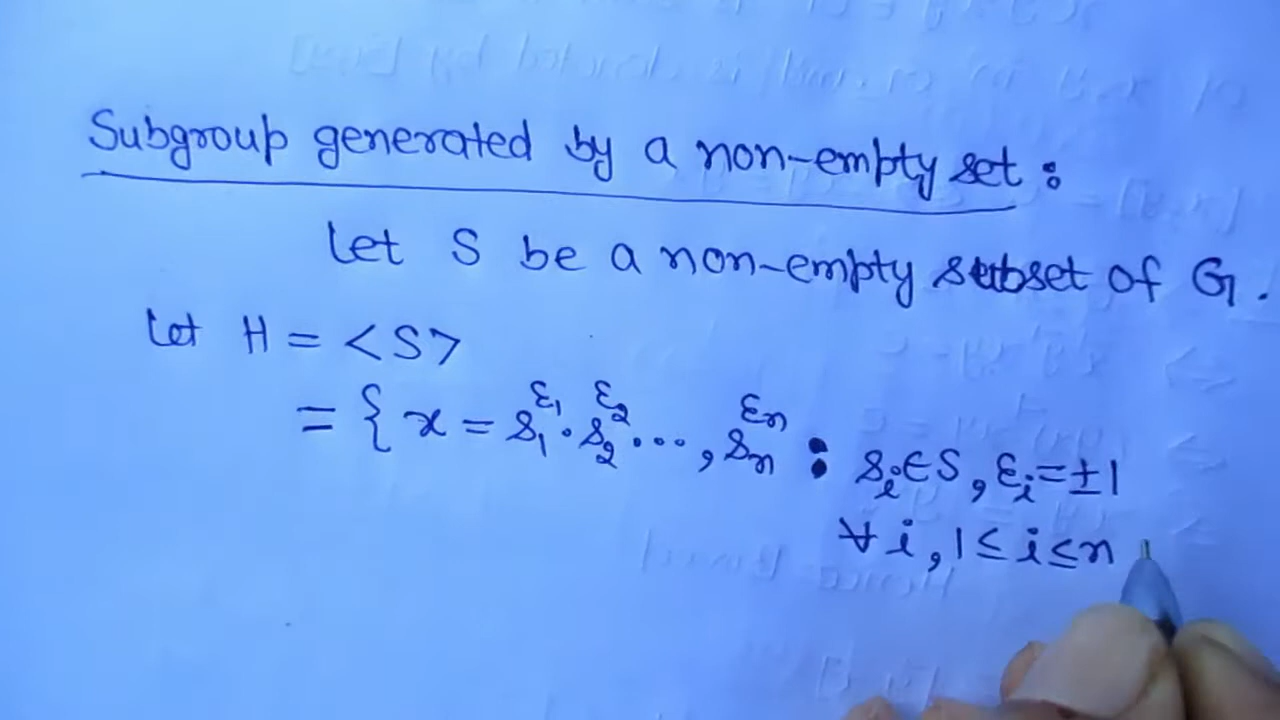 Subgroup generated by a non-empty set :
Let S be a non-empty subset of G.
Let H = <S>
= { x = s₁^ε₁ · s₂^ε₂ ..., sₙ^εₙ : sᵢ ∈ S, εᵢ = ±1
∀ i, 1 ≤ i ≤ n